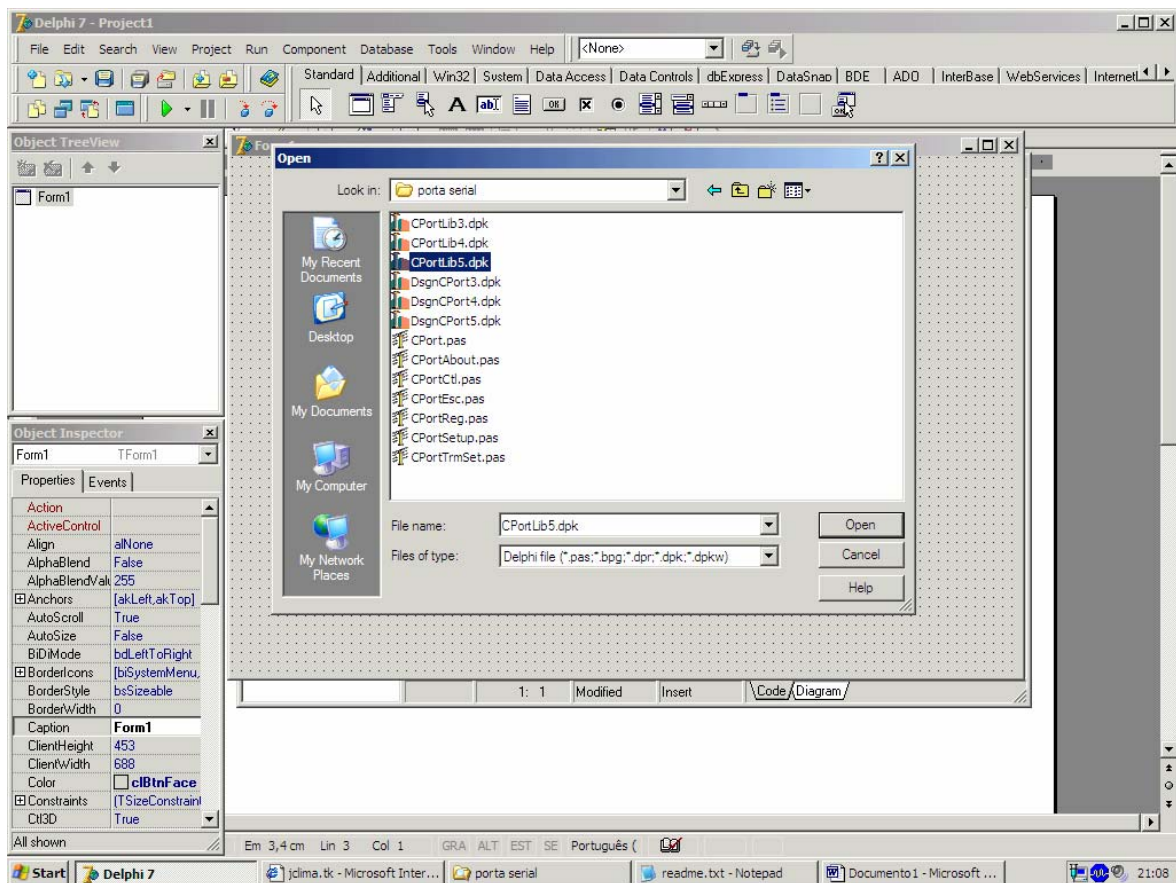 Delphi 7 - Project1
File Edit Search View Project Run Component Database Tools Window Help
<None>
Standard Additional Win32 System Data Access Data Controls dbExpress DataSnap BDE ADO InterBase WebServices Internet
A ab OK
Object TreeView
Form1
Open
Look in: porta serial
My Recent Documents
Desktop
My Documents
My Computer
My Network Places
CPortLib3.dpk
CPortLib4.dpk
CPortLib5.dpk
DsgnCPort3.dpk
DsgnCPort4.dpk
DsgnCPort5.dpk
CPort.pas
CPortAbout.pas
CPortCtl.pas
CPortEsc.pas
CPortReg.pas
CPortSetup.pas
CPortTrmSet.pas
File name: CPortLib5.dpk Open
Files of type: Delphi file (*.pas;*.bpg;*.dpr;*.dpk;*.dpkw) Cancel
Help
Object Inspector
Form1 TForm1
Properties Events
Action
ActiveControl
Align alNone
AlphaBlend False
AlphaBlendValu 255
Anchors [akLeft,akTop]
AutoScroll True
AutoSize False
BiDiMode bdLeftToRight
BorderIcons [biSystemMenu,
BorderStyle bsSizeable
BorderWidth 0
Caption Form1
ClientHeight 453
ClientWidth 688
Color clBtnFace
Constraints (TSizeConstraint
Ctl3D True
All shown
1: 1 Modified Insert Code Diagram
Em 3,4 cm Lin 3 Col 1 GRA ALT EST SE Português (
Start Delphi 7 jclima.tk - Microsoft Inter... porta serial readme.txt - Notepad Documento1 - Microsoft ... 21:08